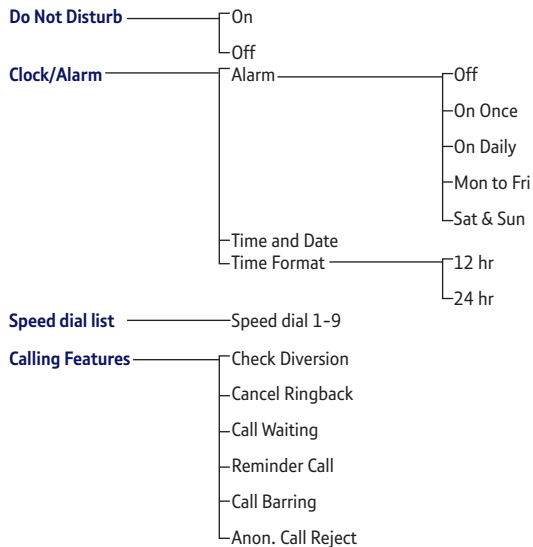 Do Not Disturb On
Off
Clock/Alarm Alarm Off
On Once
On Daily
Mon to Fri
Sat & Sun
Time and Date
Time Format 12 hr
24 hr
Speed dial list Speed dial 1-9
Calling Features Check Diversion
Cancel Ringback
Call Waiting
Reminder Call
Call Barring
Anon. Call Reject